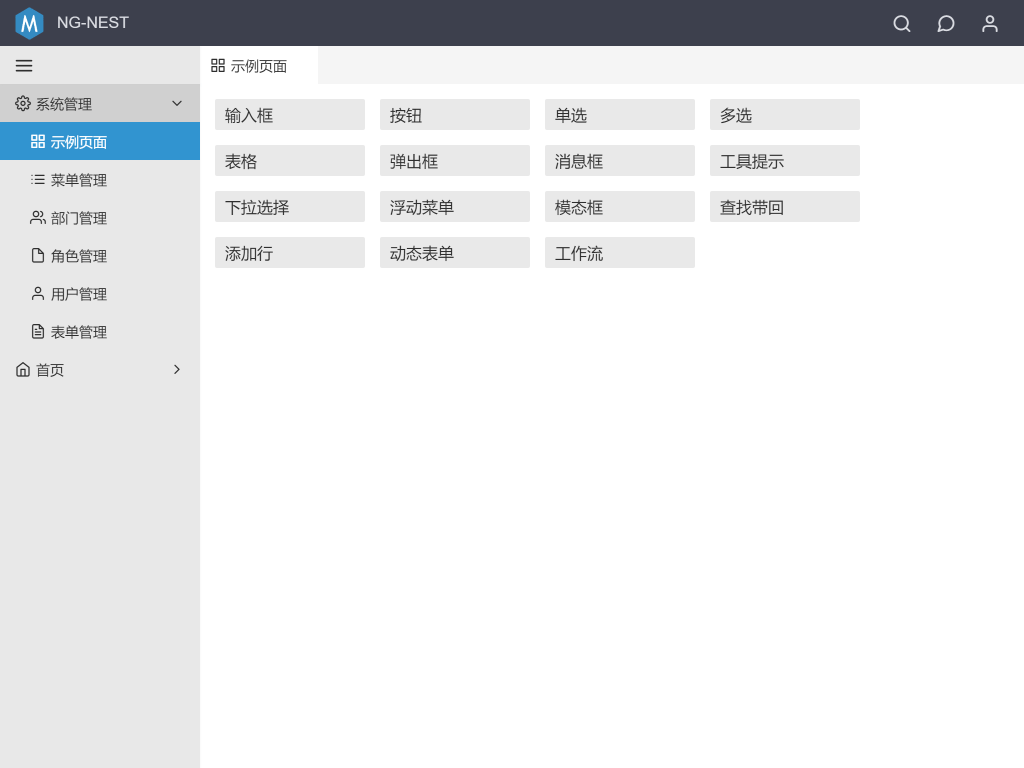 NG-NEST
示例页面
系统管理
示例页面
菜单管理
部门管理
角色管理
用户管理
表单管理
首页
输入框 按钮 单选 多选
表格 弹出框 消息框 工具提示
下拉选择 浮动菜单 模态框 查找带回
添加行 动态表单 工作流